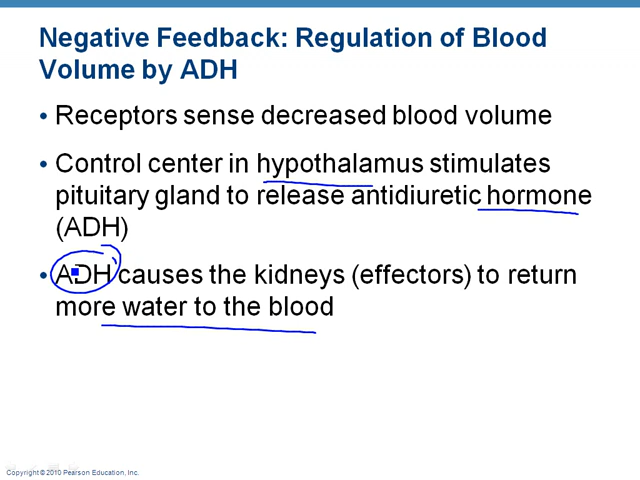 Negative Feedback: Regulation of Blood
Volume by ADH
• Receptors sense decreased blood volume
• Control center in hypothalamus stimulates
pituitary gland to release antidiuretic hormone
(ADH)
• ADH causes the kidneys (effectors) to return
more water to the blood
Copyright © 2010 Pearson Education, Inc.